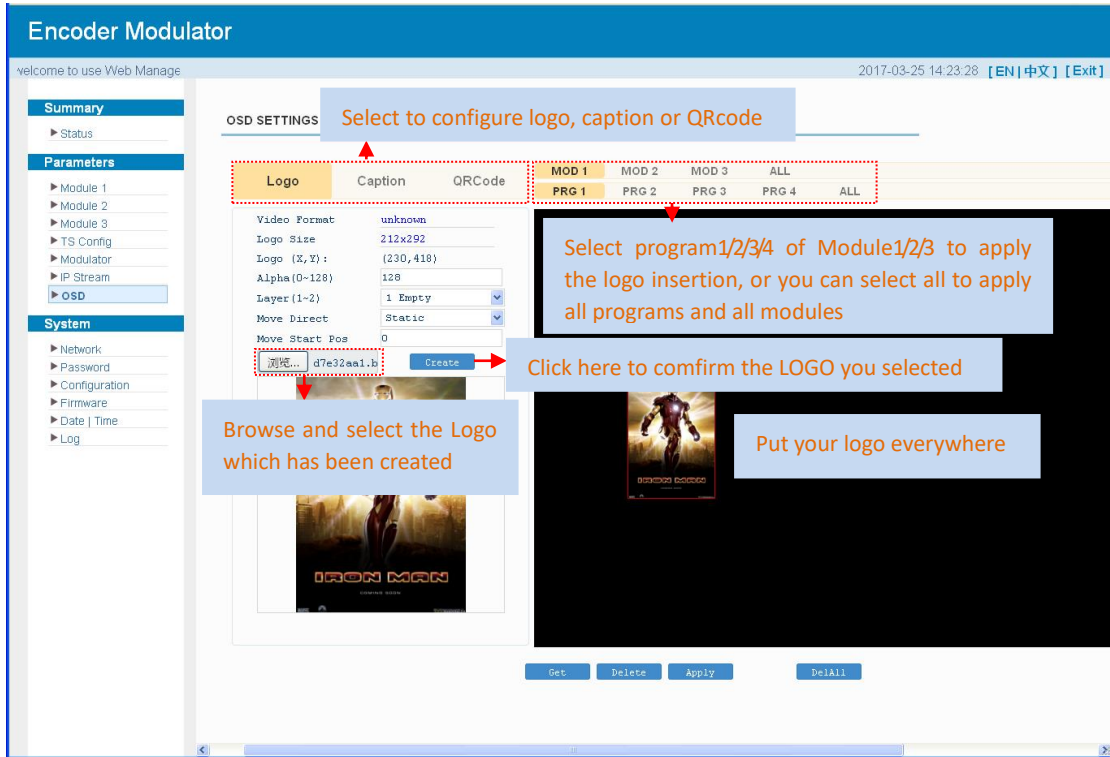 Encoder Modulator
velcome to use Web Manage
2017-03-25 14:23:28 [ EN | 中文 ] [ Exit ]
Summary
Status
Parameters
Module 1
Module 2
Module 3
TS Config
Modulator
IP Stream
OSD
System
Network
Password
Configuration
Firmware
Date | Time
Log
OSD SETTINGS
Select to configure logo, caption or QRcode
Logo Caption QRCode
MOD 1 MOD 2 MOD 3 ALL
PRG 1 PRG 2 PRG 3 PRG 4 ALL
Video Format unknown
Logo Size 212x292
Logo (X,Y): (230,418)
Alpha(0~128) 128
Layer(1~2) 1 Empty
Move Direct Static
Move Start Pos 0
浏览... d7e32aa1.b Create
Select program1/2/3/4 of Module1/2/3 to apply
the logo insertion, or you can select all to apply
all programs and all modules
Click here to comfirm the LOGO you selected
Browse and select the Logo
which has been created
Put your logo everywhere
IRON MAN
IRON MAN
COMING SOON
Get Delete Apply DelAll